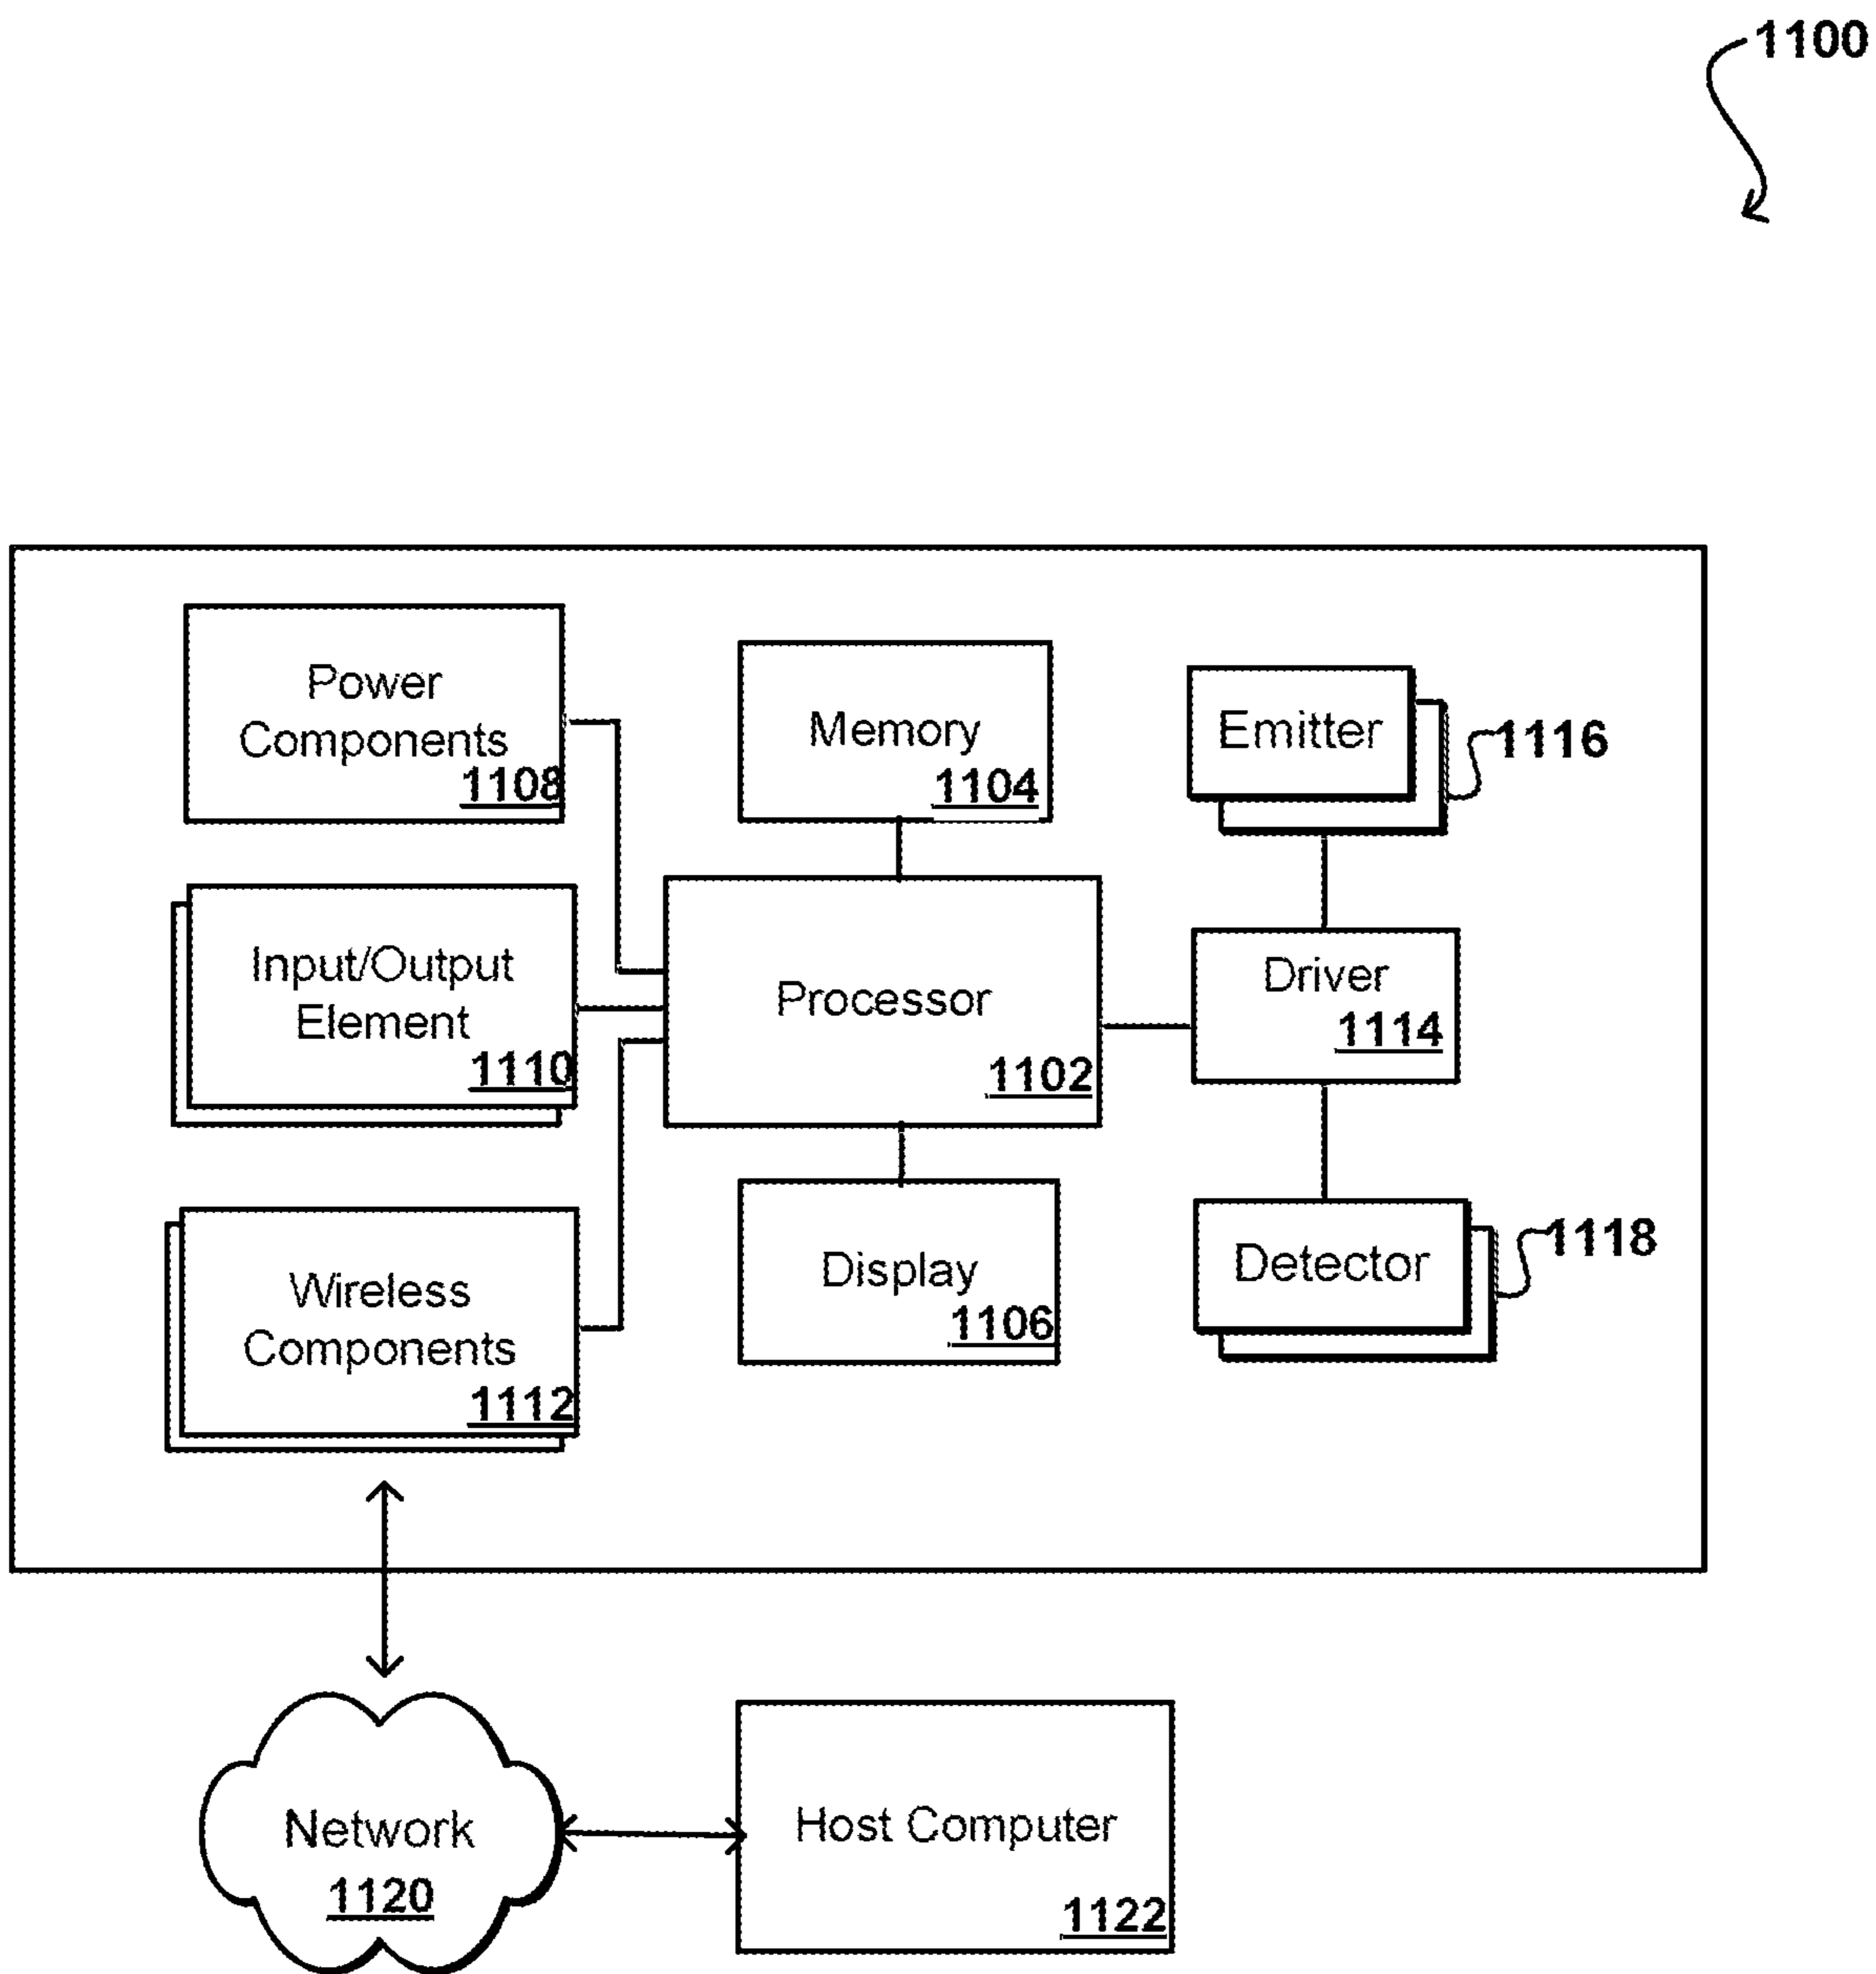 1100
Power
Components
1108
Memory
1104
Emitter
1116
Input/Output
Element
1110
Processor
1102
Driver
1114
Wireless
Components
1112
Display
1106
Detector
1118
Network
1120
Host Computer
1122